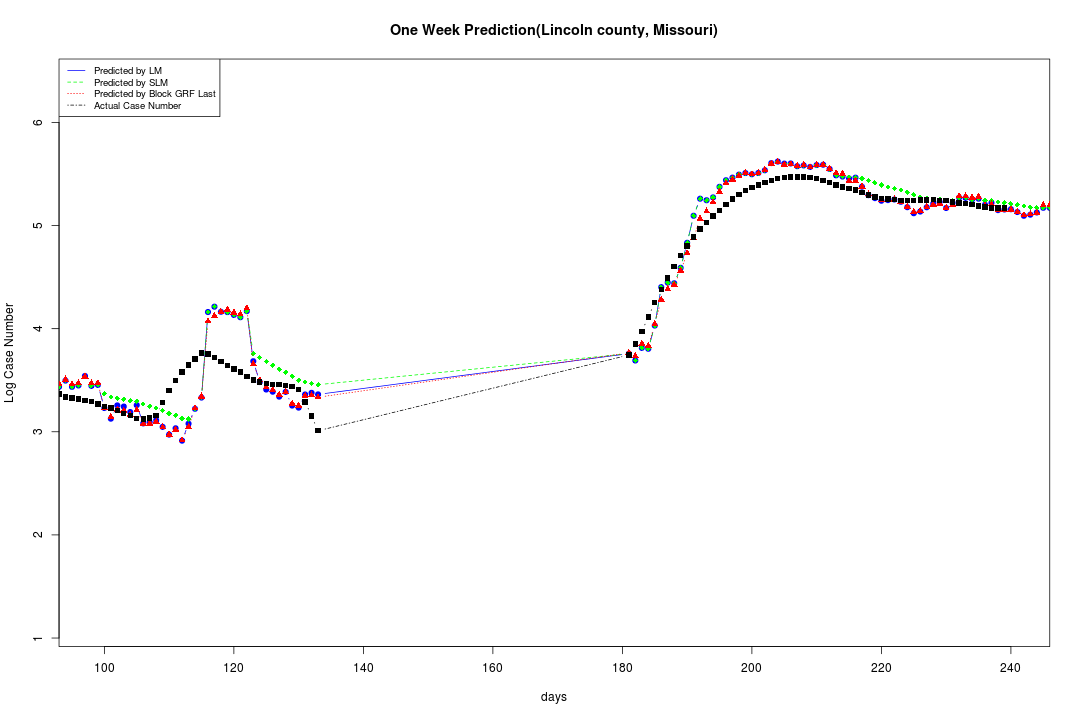 One Week Prediction(Lincoln county, Missouri)
Predicted by LM
Predicted by SLM
Predicted by Block GRF Last
Actual Case Number
Log Case Number
6
5
4
3
2
1
100 120 140 160 180 200 220 240
days